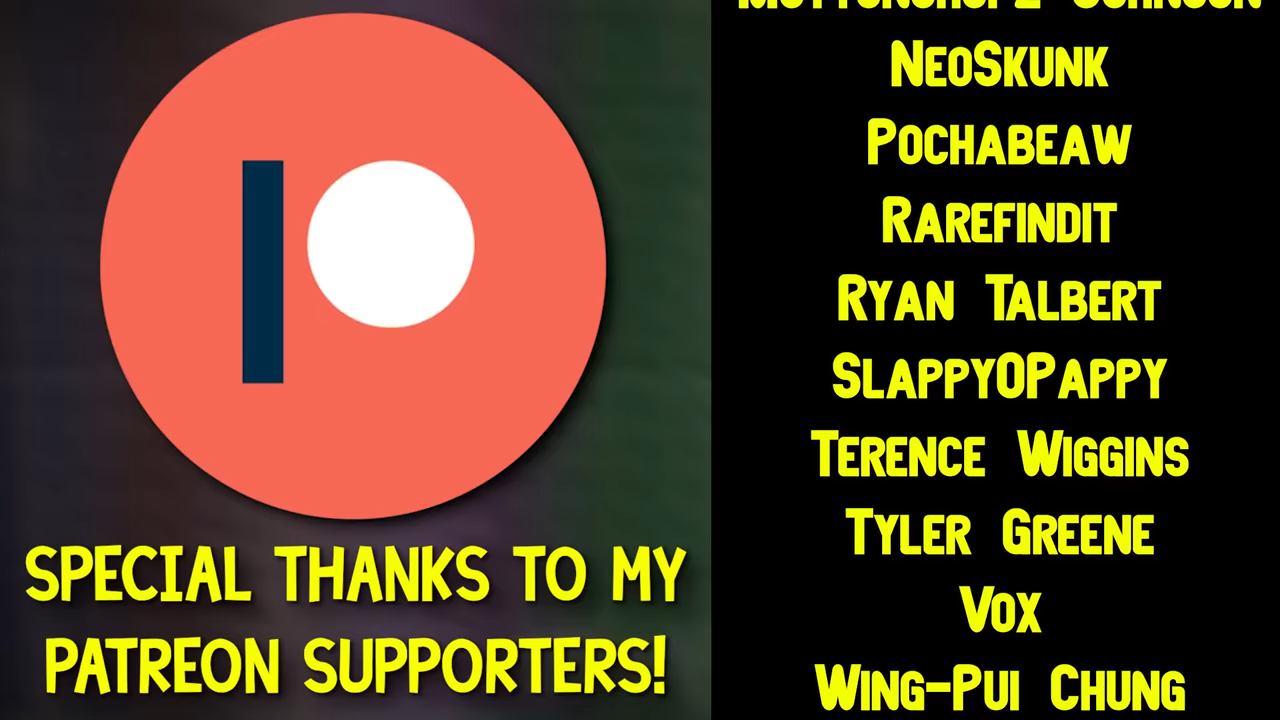 SPECIAL THANKS TO MY
PATREON SUPPORTERS!
NEOSKUNK
POCHABEAW
RAREFINDIT
RYAN TALBERT
SLAPPYOPAPPY
TERENCE WIGGINS
TYLER GREENE
VOX
WING-PUI CHUNG